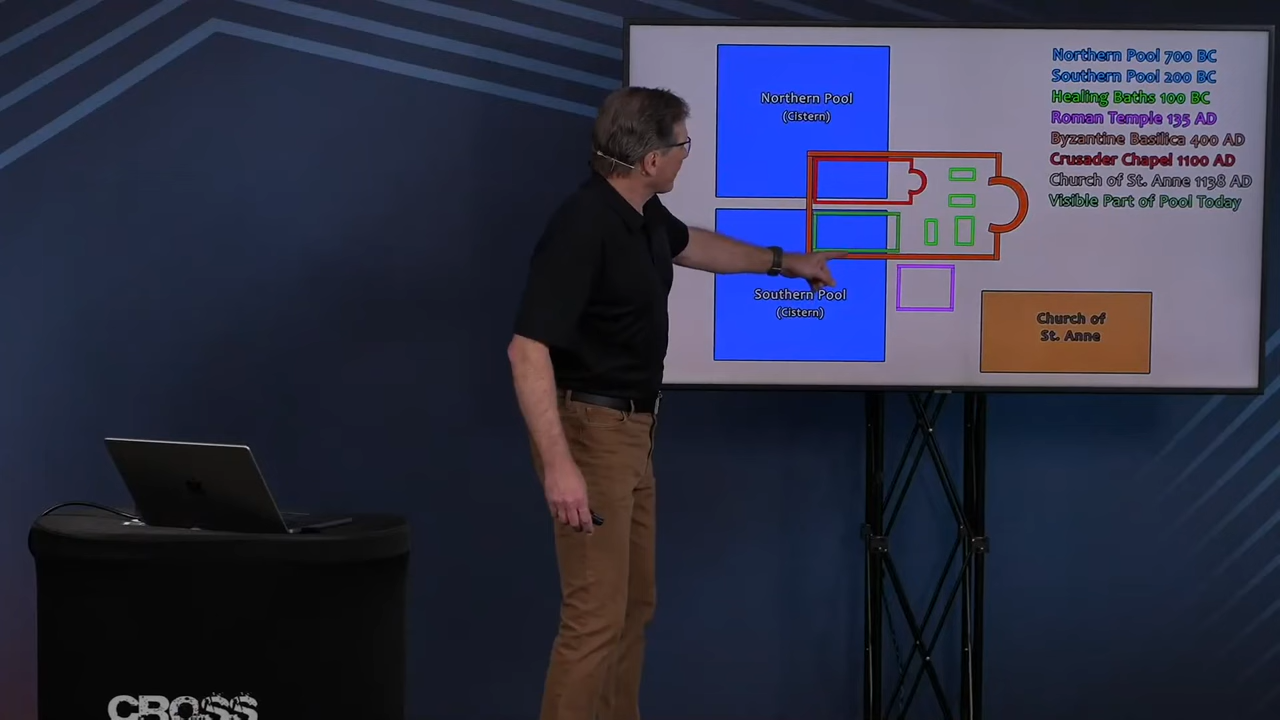 Northern Pool 700 BC
Southern Pool 200 BC
Healing Baths 100 BC
Roman Temple 135 AD
Byzantine Basilica 400 AD
Crusader Chapel 1100 AD
Church of St. Anne 1138 AD
Visible Part of Pool Today
Northern Pool
(Cistern)
Southern Pool
(Cistern)
Church of
St. Anne
CROSS